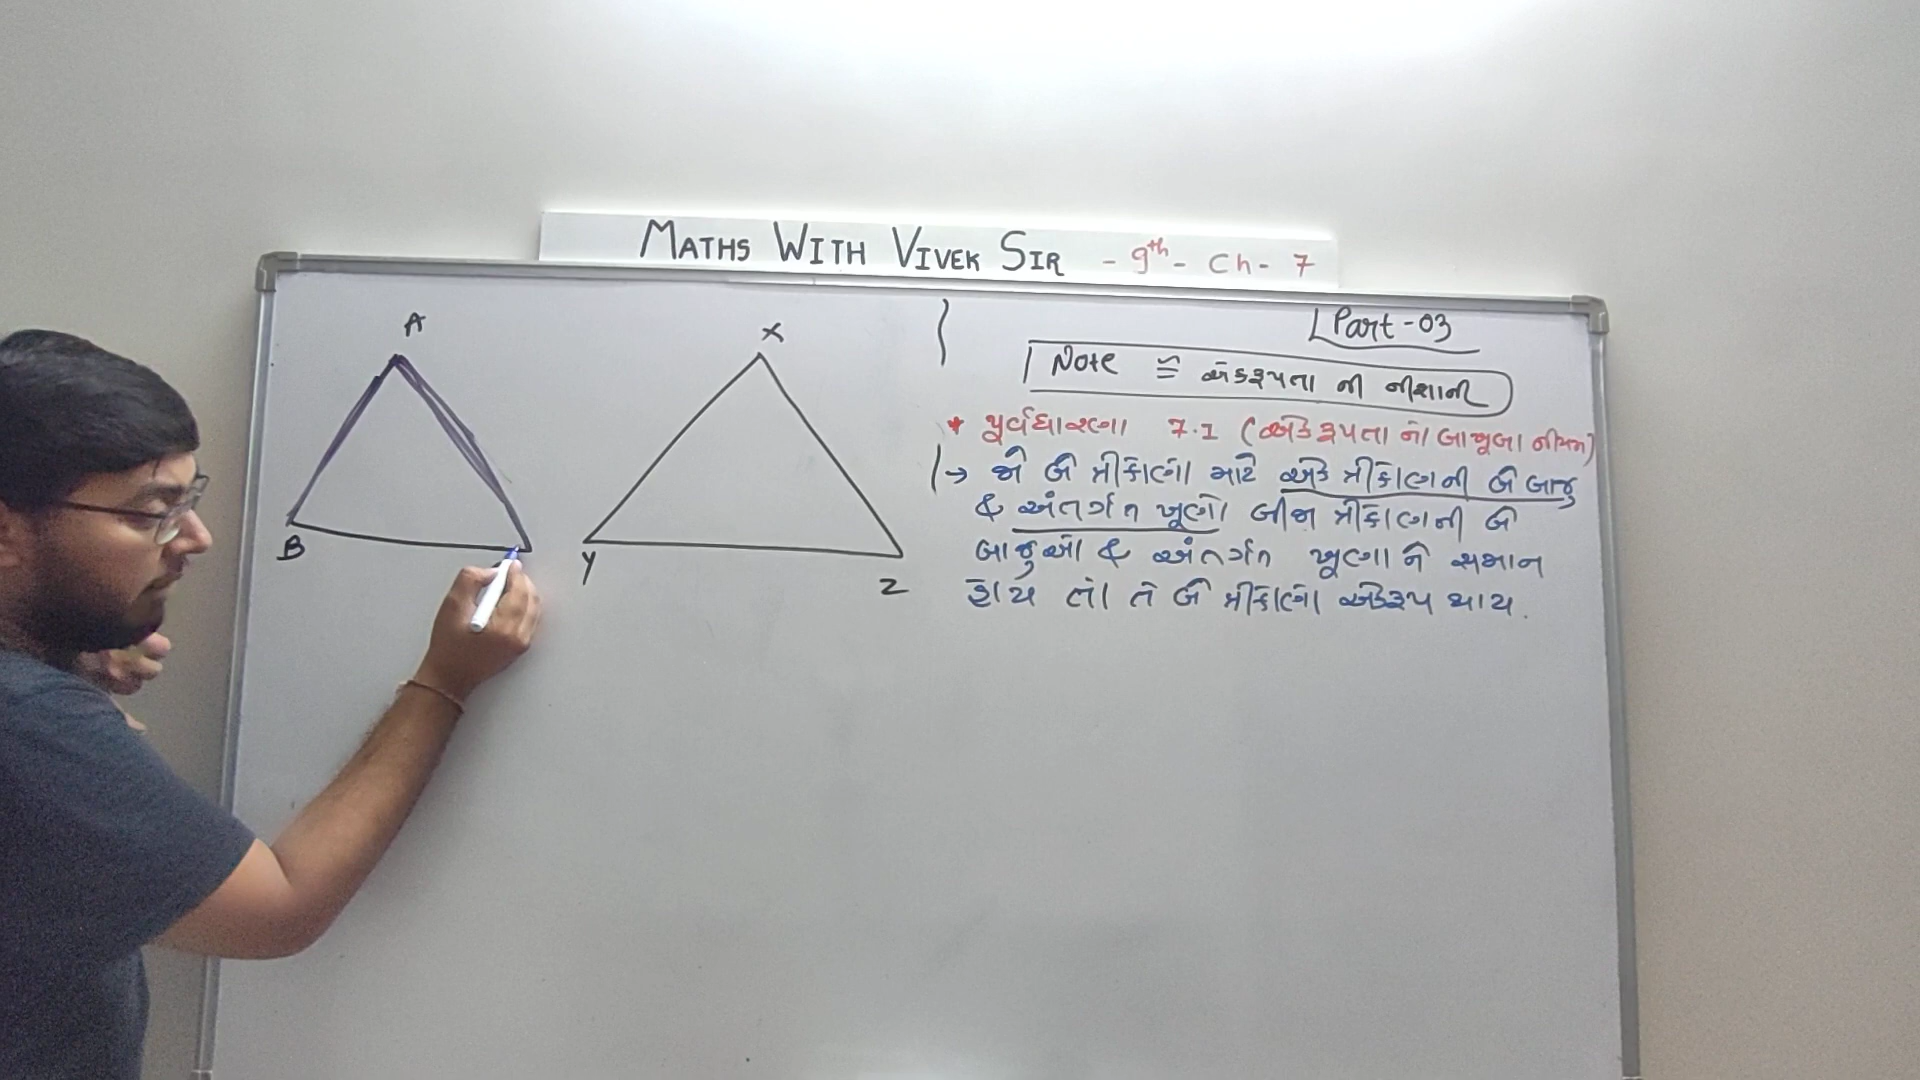 MATHS WITH VIVEK SIR - 9th - Ch - 7
Part - 03
Note ≅ એકરૂપતા ની નીશાની
* પૂર્વધારણા 7.1 (એકરૂપતા નો બાખૂબા નીયમ)
→ જો બે ત્રીકોણો માટે એક ત્રીકોણની બે બાજુ
& અંતર્ગત ખૂણો બીજા ત્રીકોણની બે
બાજુઓ & અંતર્ગત ખૂણા ને સમાન
હોય તો તે બે ત્રીકોણો એકરૂપ થાય.
A
B
X
Y
Z